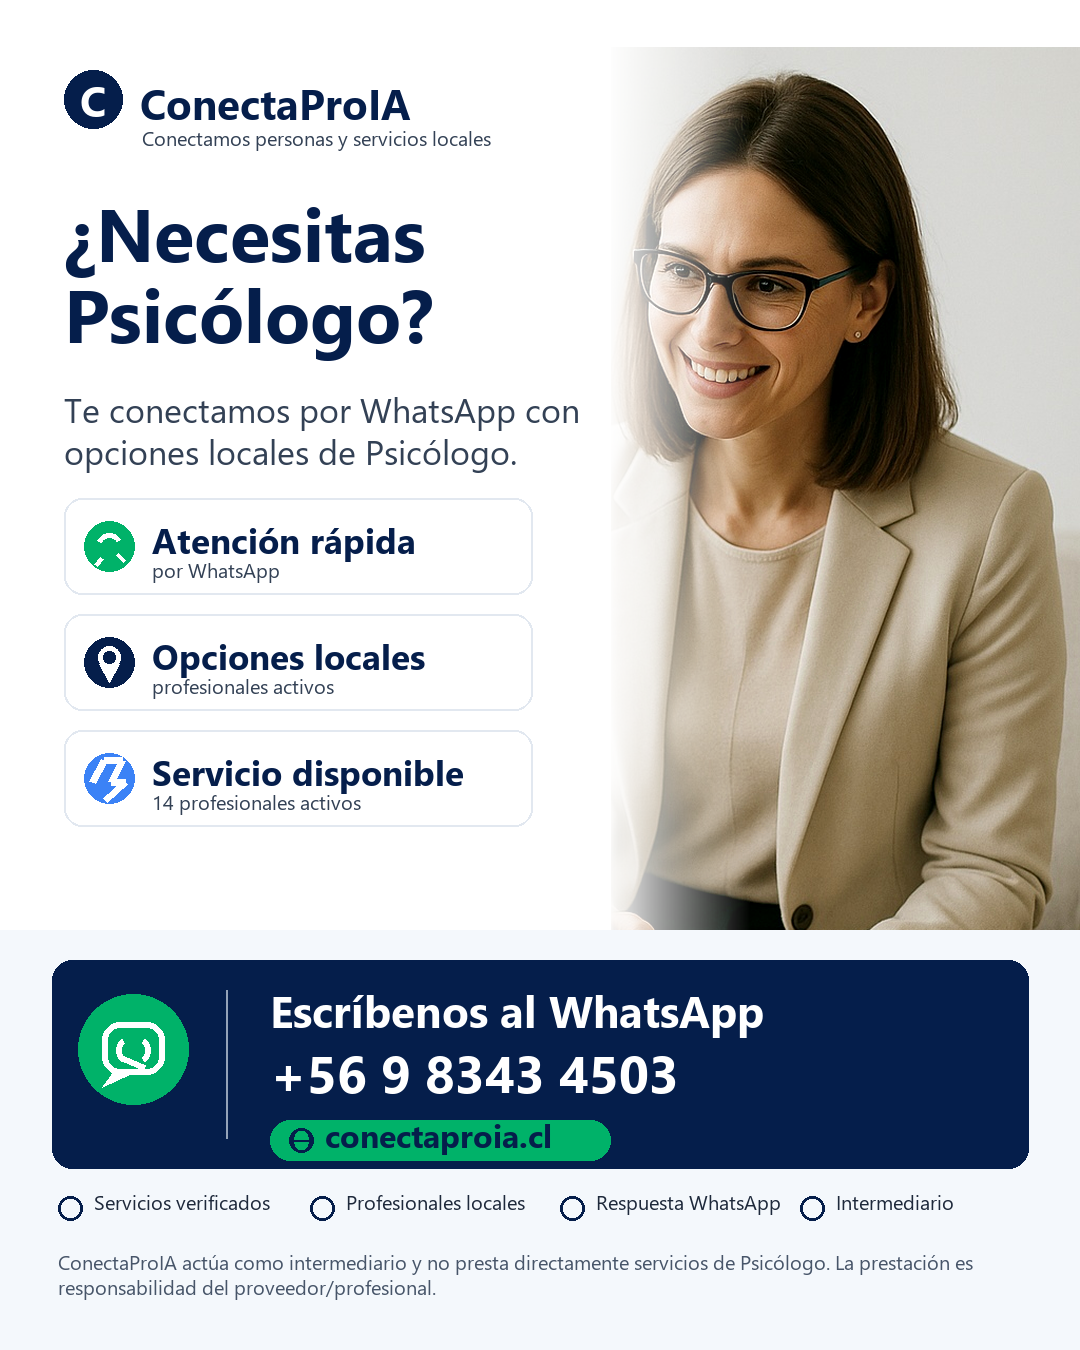 C ConectaProIA
Conectamos personas y servicios locales
¿Necesitas
Psicólogo?
Te conectamos por WhatsApp con
opciones locales de Psicólogo.
Atención rápida
por WhatsApp
Opciones locales
profesionales activos
Servicio disponible
14 profesionales activos
Escríbenos al WhatsApp
+56 9 8343 4503
conectaproia.cl
Servicios verificados Profesionales locales Respuesta WhatsApp Intermediario
ConectaProIA actúa como intermediario y no presta directamente servicios de Psicólogo. La prestación es
responsabilidad del proveedor/profesional.